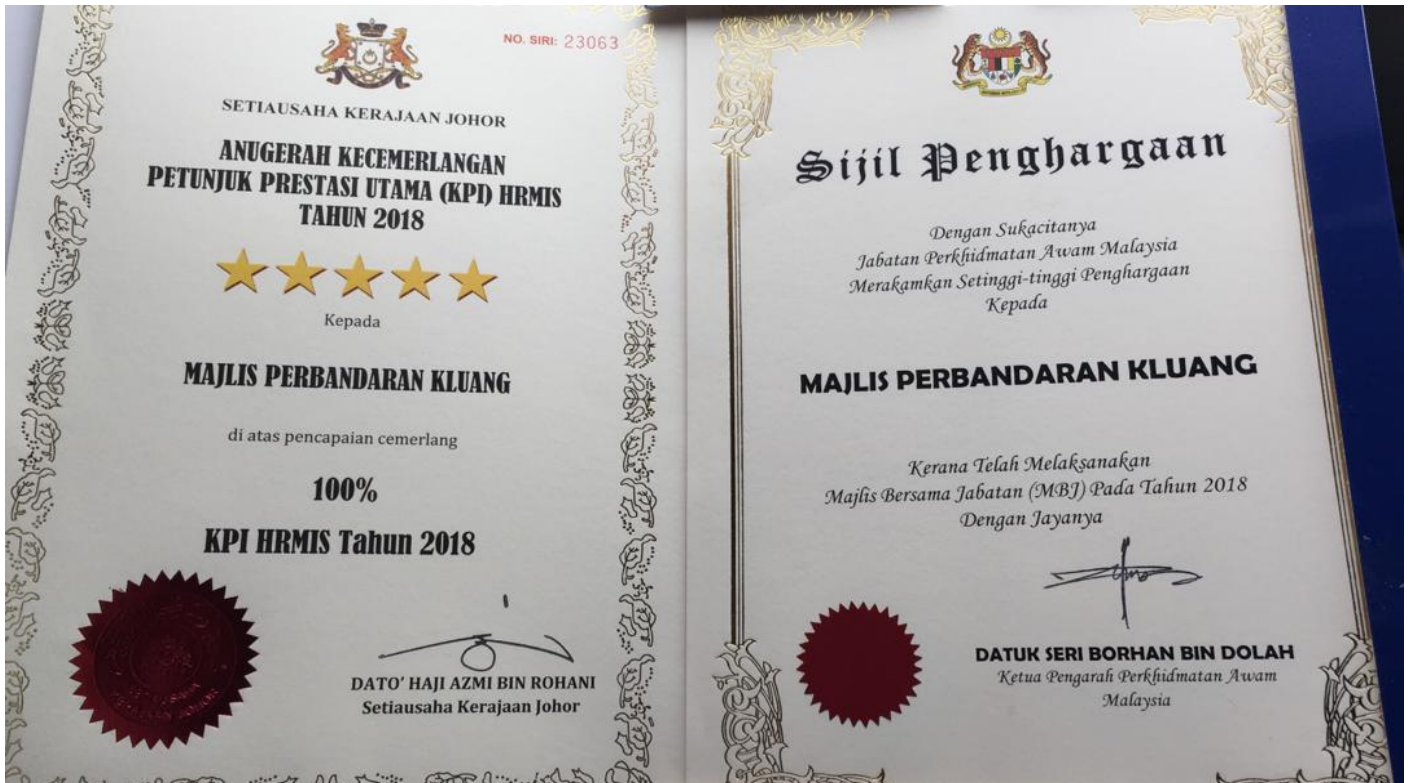 NO. SIRI: 23063
SETIAUSAHA KERAJAAN JOHOR
ANUGERAH KECEMERLANGAN
PETUNJUK PRESTASI UTAMA (KPI) HRMIS
TAHUN 2018
Kepada
MAJLIS PERBANDARAN KLUANG
di atas pencapaian cemerlang
100%
KPI HRMIS Tahun 2018
DATO' HAJI AZMI BIN ROHANI
Setiausaha Kerajaan Johor
Sijil Penghargaan
Dengan Sukacitanya
Jabatan Perkhidmatan Awam Malaysia
Merakamkan Setinggi-tinggi Penghargaan
Kepada
MAJLIS PERBANDARAN KLUANG
Kerana Telah Melaksanakan
Majlis Bersama Jabatan (MBJ) Pada Tahun 2018
Dengan Jayanya
DATUK SERI BORHAN BIN DOLAH
Ketua Pengarah Perkhidmatan Awam
Malaysia